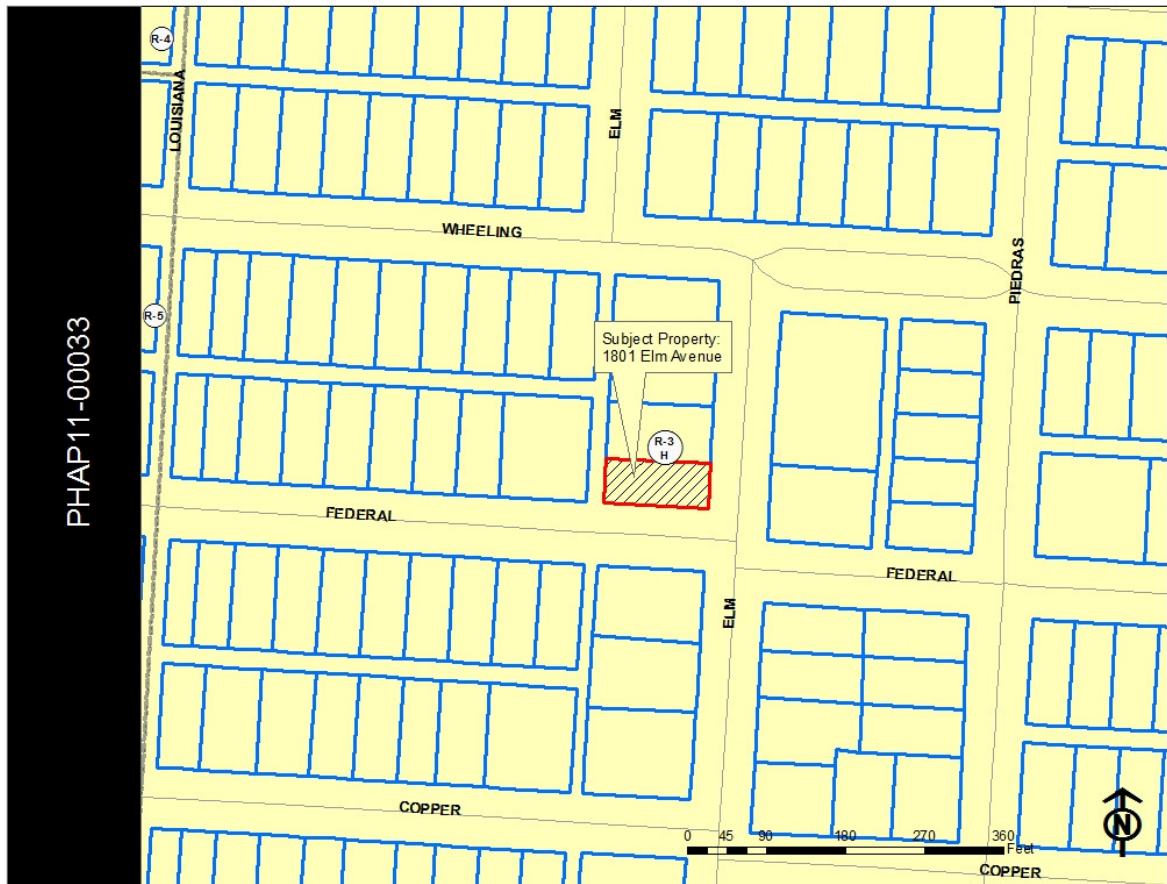 PHAP11-00033
R-4
LOUISIANA
ELM
WHEELING
PIEDRAS
R-5
Subject Property:
1801 Elm Avenue
R-3
H
FEDERAL
FEDERAL
ELM
COPPER
0 45 90 180 270 360
Feet
N
COPPER